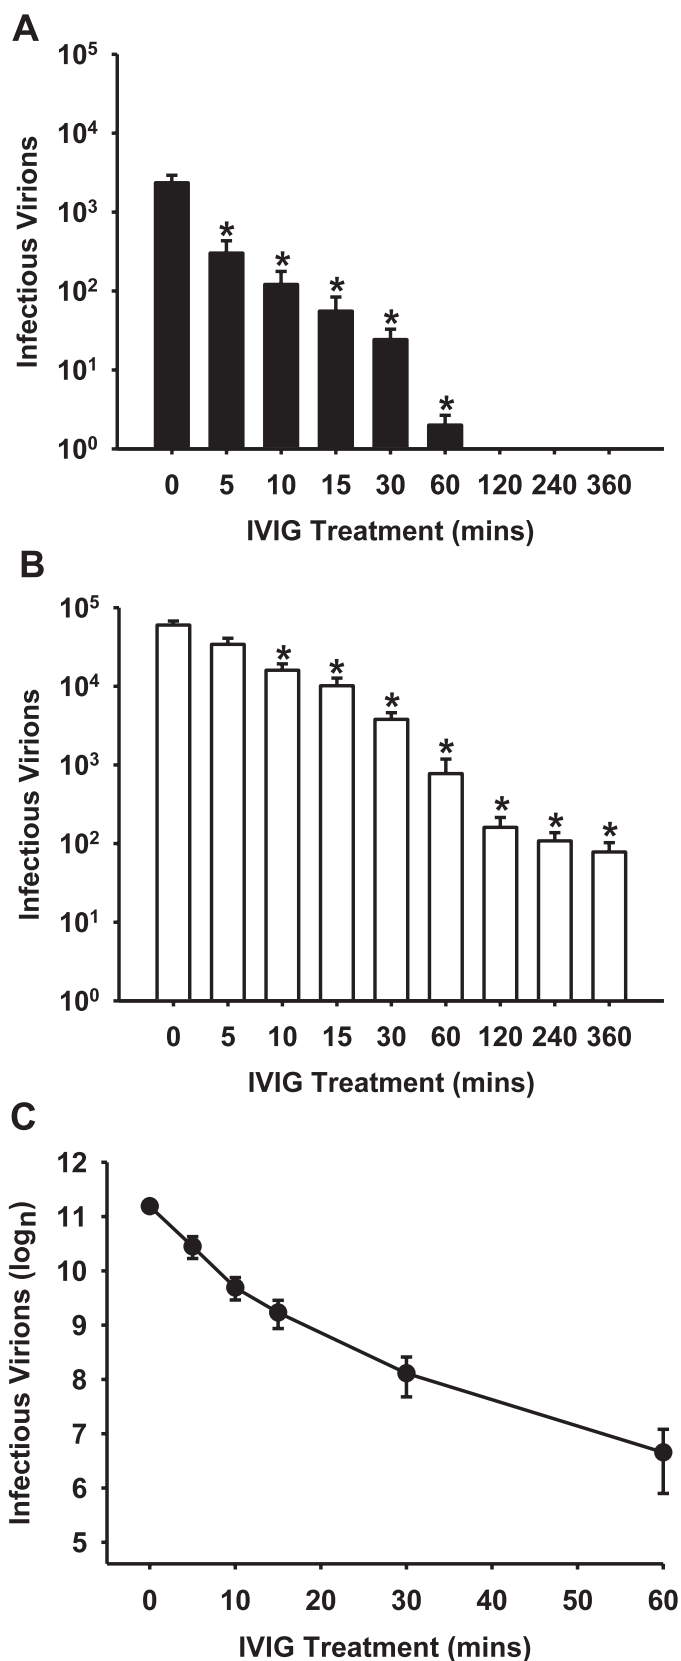 A
10⁵
10⁴
10³
10²
10¹
10⁰
Infectious Virions
* * * * *
0 5 10 15 30 60 120 240 360
IVIG Treatment (mins)
B
10⁵
10⁴
10³
10²
10¹
10⁰
Infectious Virions
* * * * * * *
0 5 10 15 30 60 120 240 360
IVIG Treatment (mins)
C
12
11
10
9
8
7
6
5
Infectious Virions (logn)
0 10 20 30 40 50 60
IVIG Treatment (mins)